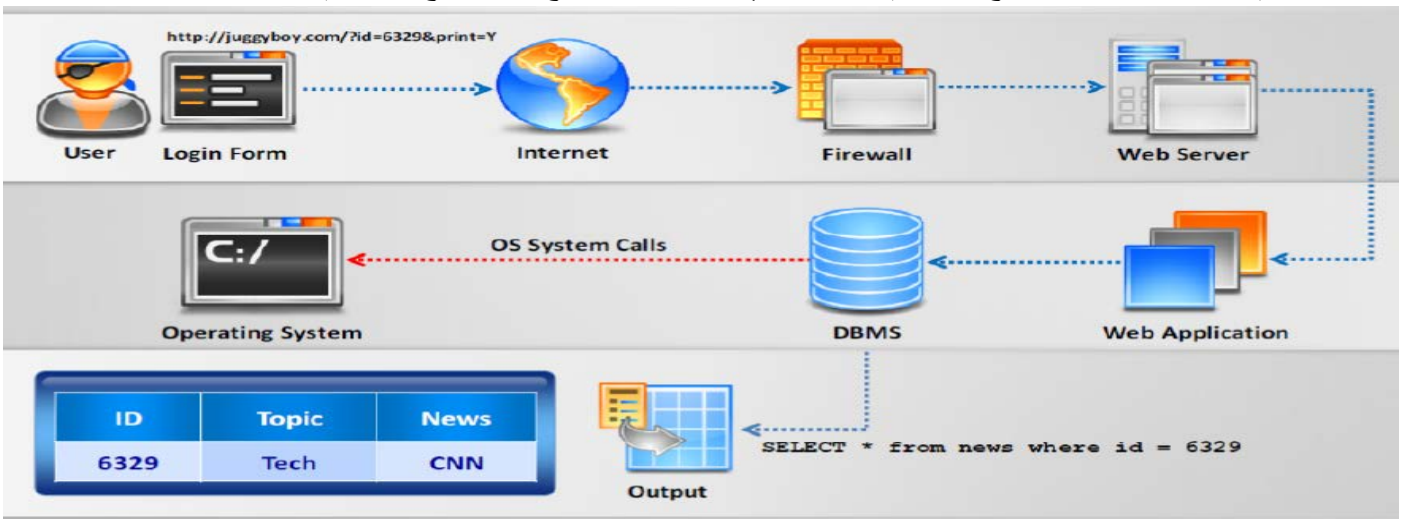 http://juggyboy.com/?id=6329&print=Y
User
Login Form
Internet
Firewall
Web Server
C:/
OS System Calls
Operating System
DBMS
Web Application
ID Topic News
6329 Tech CNN
SELECT * from news where id = 6329
Output